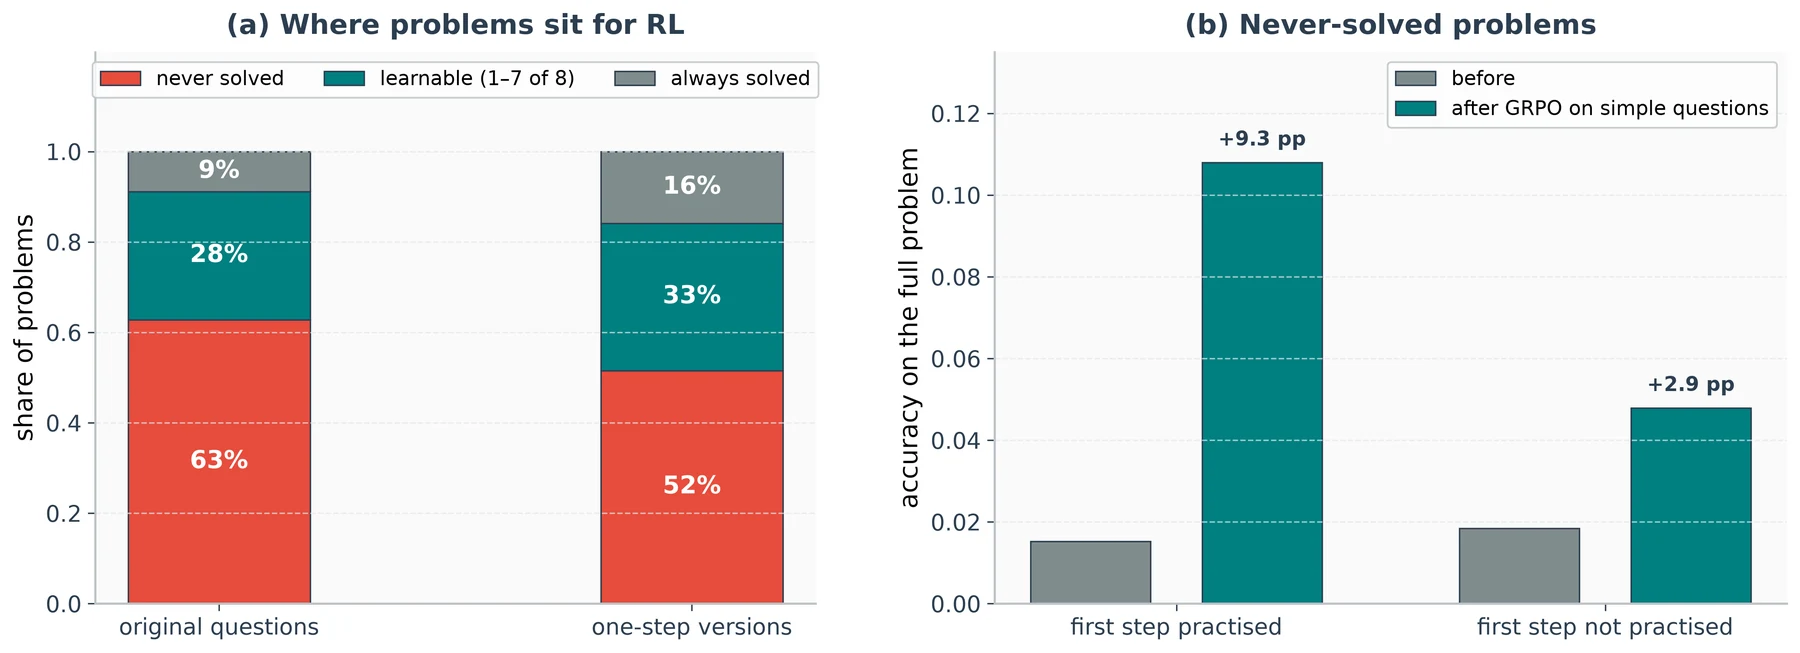 (a) Where problems sit for RL
never solved
learnable (1–7 of 8)
always solved
share of problems
1.0
0.8
0.6
0.4
0.2
0.0
9%
28%
63%
16%
33%
52%
original questions
one-step versions
(b) Never-solved problems
before
after GRPO on simple questions
accuracy on the full problem
0.12
0.10
0.08
0.06
0.04
0.02
0.00
+9.3 pp
+2.9 pp
first step practised
first step not practised